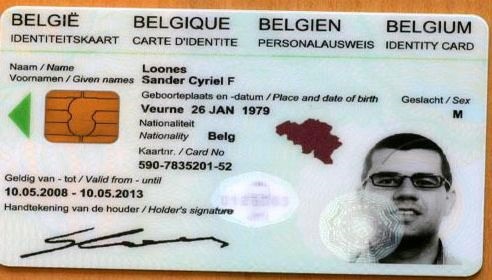 BELGIË BELGIQUE BELGIEN BELGIUM
IDENTITEITSKAART CARTE D'IDENTITE PERSONALAUSWEIS IDENTITY CARD
Naam / Name Loones
Voornamen / Given names Sander Cyriel F
Geboorteplaats en -datum / Place and date of birth Geslacht / Sex
Veurne 26 JAN 1979 M
Nationaliteit
Nationality Belg
Kaartnr. / Card No
590-7835201-52
Geldig van - tot / Valid from - until
10.05.2008 - 10.05.2013
Handtekening van de houder / Holder's signature